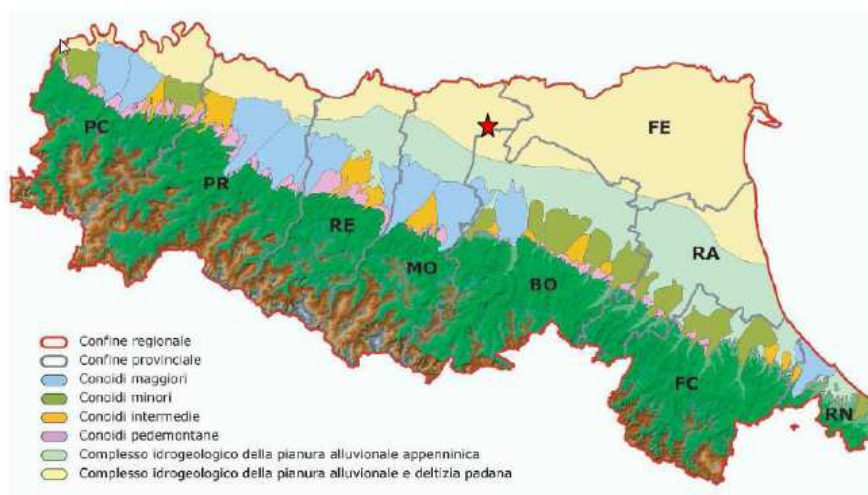 FE
PC
PR
RE
RA
MO
BO
FC
RN
Confine regionale
Confine provinciale
Conoidi maggiori
Conoidi minori
Conoidi intermedie
Conoidi pedemontane
Complesso idrogeologico della pianura alluvionale appenninica
Complesso idrogeologico della pianura alluvionale e deltizia padana